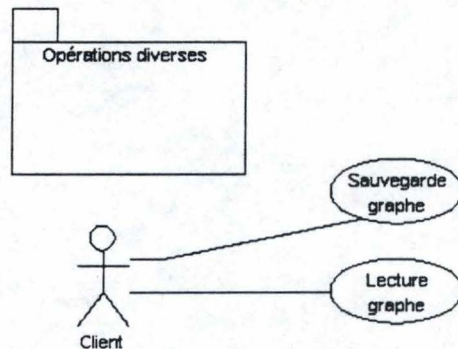 Opérations diverses
Sauvegarde
graphe
Lecture
graphe
Client